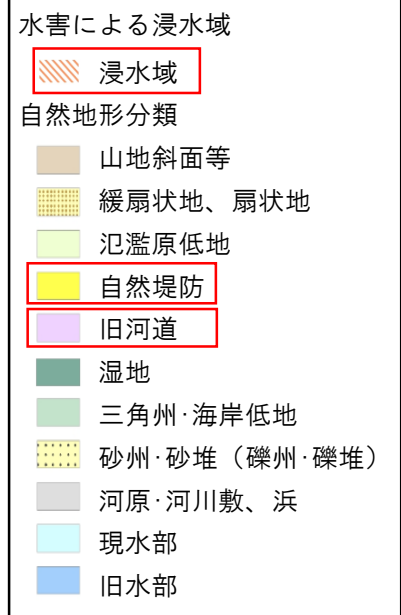 水害による浸水域
浸水域
自然地形分類
山地斜面等
緩扇状地、扇状地
氾濫原低地
自然堤防
旧河道
湿地
三角州･海岸低地
砂州･砂堆（礫州･礫堆）
河原･河川敷、浜
現水部
旧水部